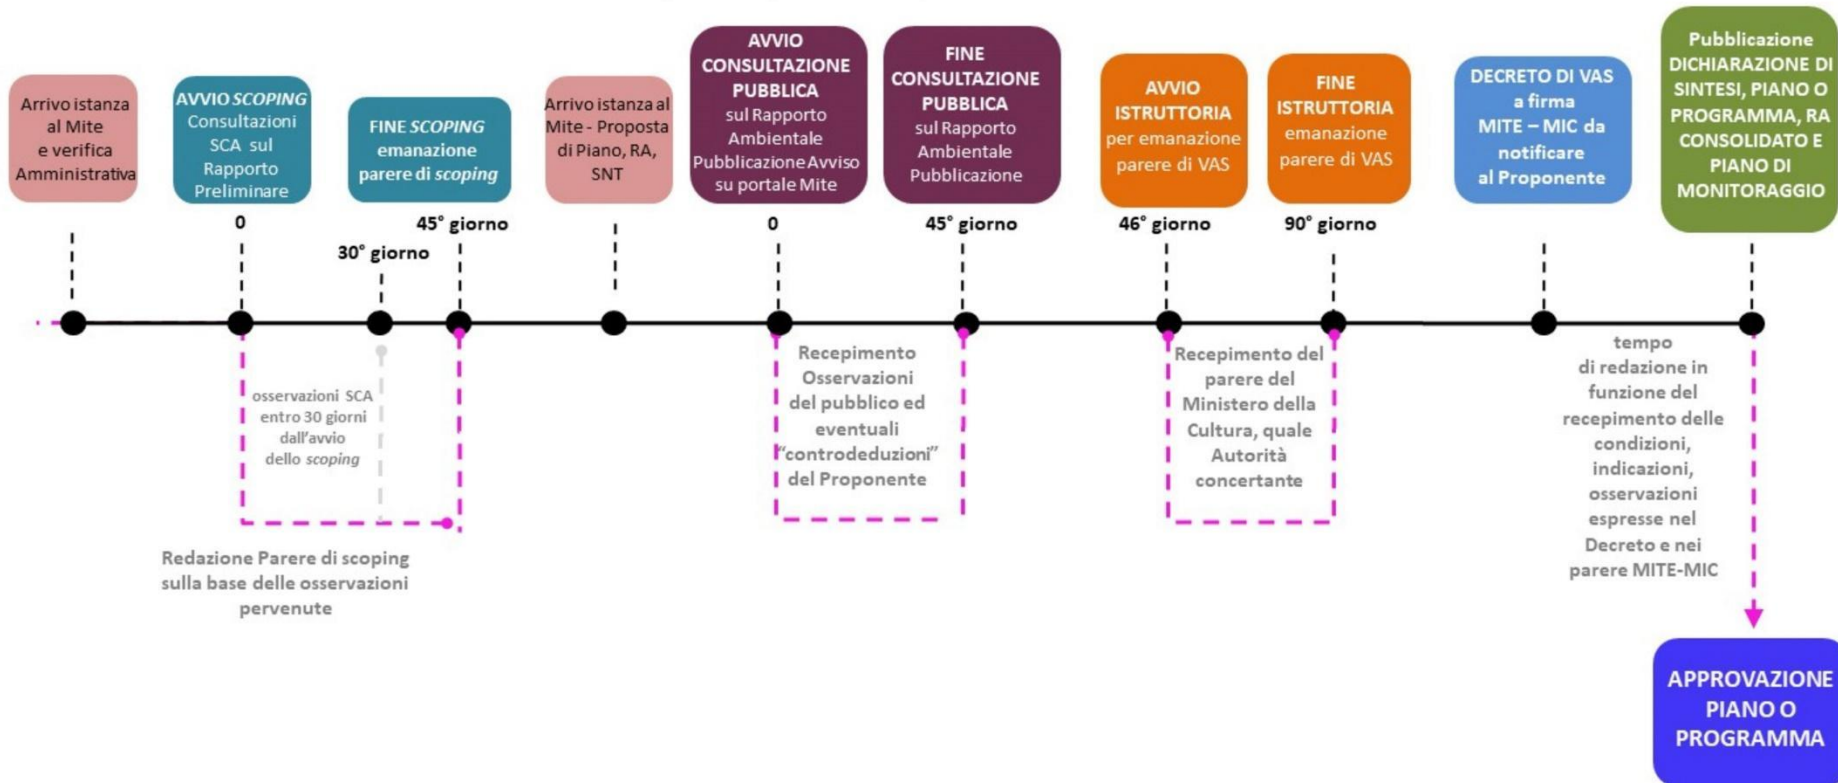 Arrivo istanza
al Mite
e verifica
Amministrativa
AVVIO SCOPING
Consultazioni
SCA sul
Rapporto
Preliminare
FINE SCOPING
emanazione
parere di scoping
Arrivo istanza al
Mite - Proposta
di Piano, RA,
SNT
AVVIO
CONSULTAZIONE
PUBBLICA
sul Rapporto
Ambientale
Pubblicazione Avviso
su portale Mite
FINE
CONSULTAZIONE
PUBBLICA
sul Rapporto
Ambientale
Pubblicazione
AVVIO
ISTRUTTORIA
per emanazione
parere di VAS
FINE
ISTRUTTORIA
emanazione
parere di VAS
DECRETO DI VAS
a firma
MITE – MIC da
notificare
al Proponente
Pubblicazione
DICHIARAZIONE DI
SINTESI, PIANO O
PROGRAMMA, RA
CONSOLIDATO E
PIANO DI
MONITORAGGIO
0
30° giorno
45° giorno
0
45° giorno
46° giorno
90° giorno
osservazioni SCA
entro 30 giorni
dall'avvio
dello scoping
Redazione Parere di scoping
sulla base delle osservazioni
pervenute
Recepimento
Osservazioni
del pubblico ed
eventuali
“controdeduzioni”
del Proponente
Recepimento del
parere del
Ministero della
Cultura, quale
Autorità
concertante
tempo
di redazione in
funzione del
recepimento delle
condizioni,
indicazioni,
osservazioni
espresse nel
Decreto e nei
parere MITE-MIC
APPROVAZIONE
PIANO O
PROGRAMMA